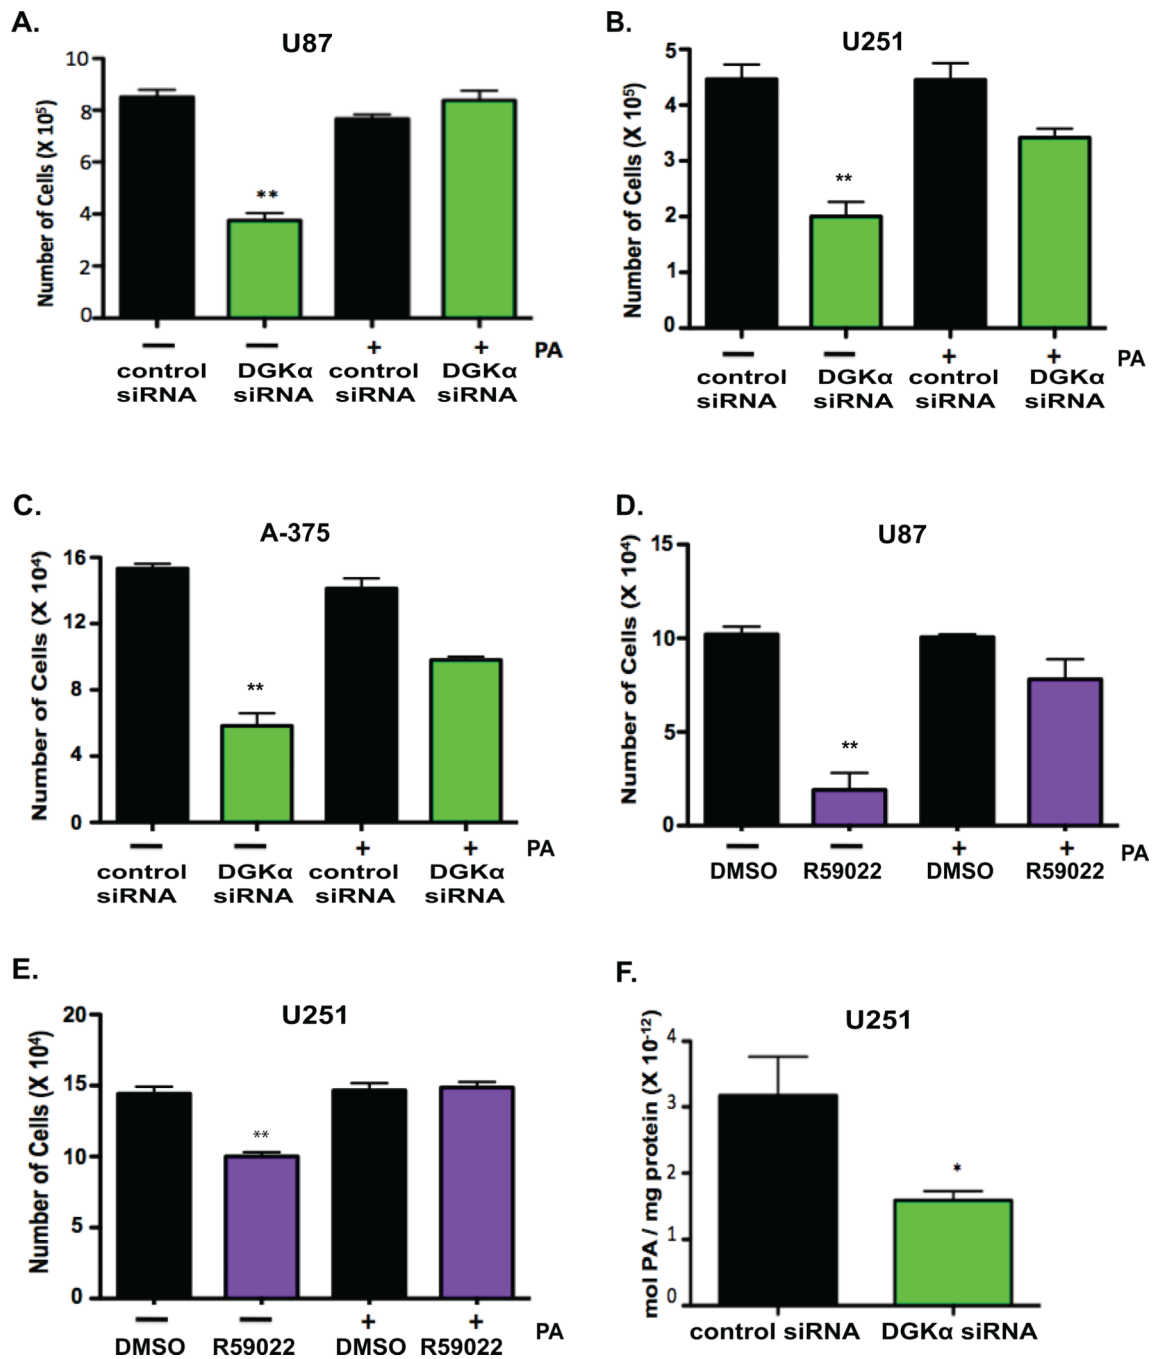 A.
U87
Number of Cells (X 10⁵)
10
8
6
4
2
0
**
— — + + PA
control siRNA
DGKα siRNA
control siRNA
DGKα siRNA
B.
U251
Number of Cells (X 10⁵)
5
4
3
2
1
0
**
— — + + PA
control siRNA
DGKα siRNA
control siRNA
DGKα siRNA
C.
A-375
Number of Cells (X 10⁴)
16
12
8
4
0
**
— — + + PA
control siRNA
DGKα siRNA
control siRNA
DGKα siRNA
D.
U87
Number of Cells (X 10⁴)
15
10
5
0
**
— — + + PA
DMSO R59022 DMSO R59022
E.
U251
Number of Cells (X 10⁴)
20
15
10
5
0
**
— — + + PA
DMSO R59022 DMSO R59022
F.
U251
mol PA / mg protein (X 10⁻¹²)
4
3
2
1
0
*
control siRNA DGKα siRNA